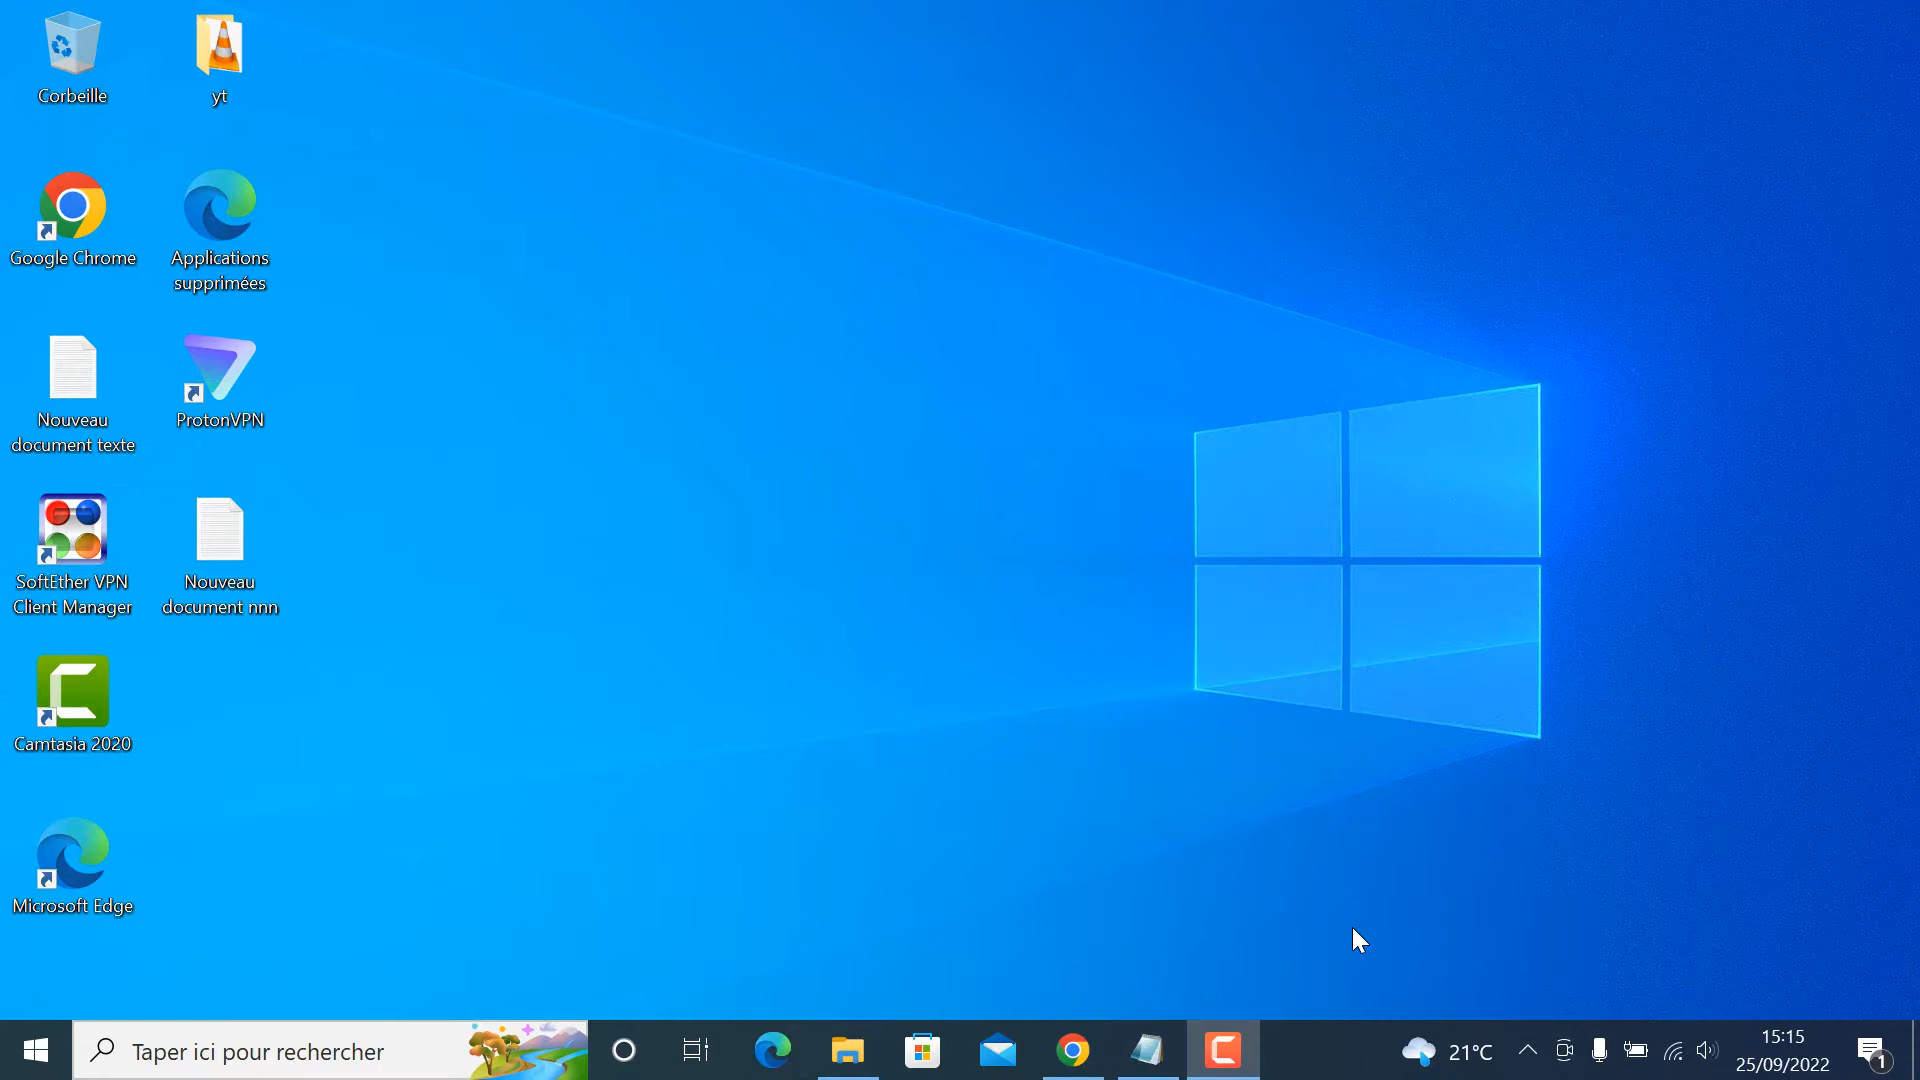 Corbeille
yt
Google Chrome
Applications
supprimées
Nouveau
document texte
ProtonVPN
SoftEther VPN
Client Manager
Nouveau
document nnn
Camtasia 2020
Microsoft Edge
Taper ici pour rechercher
21°C
15:15
25/09/2022
1